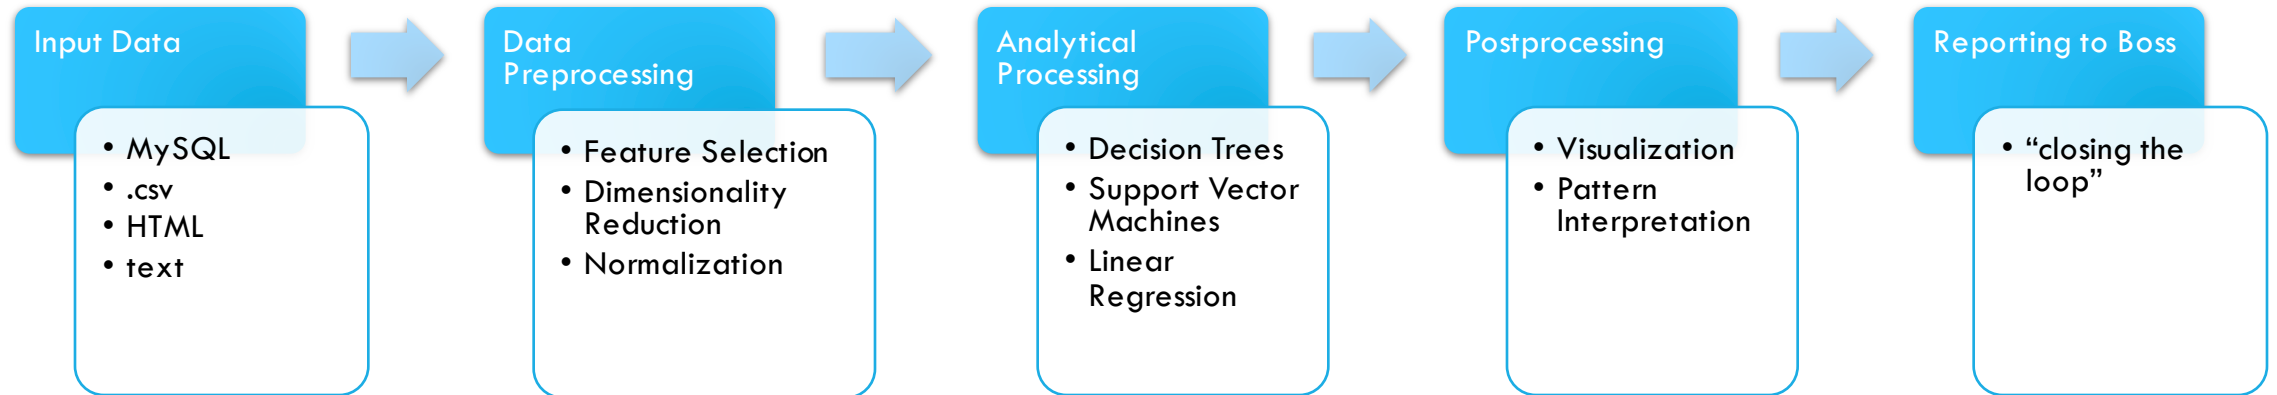 Input Data
• MySQL
• .csv
• HTML
• text
Data
Preprocessing
• Feature Selection
• Dimensionality
Reduction
• Normalization
Analytical
Processing
• Decision Trees
• Support Vector
Machines
• Linear
Regression
Postprocessing
• Visualization
• Pattern
Interpretation
Reporting to Boss
• “closing the
loop”